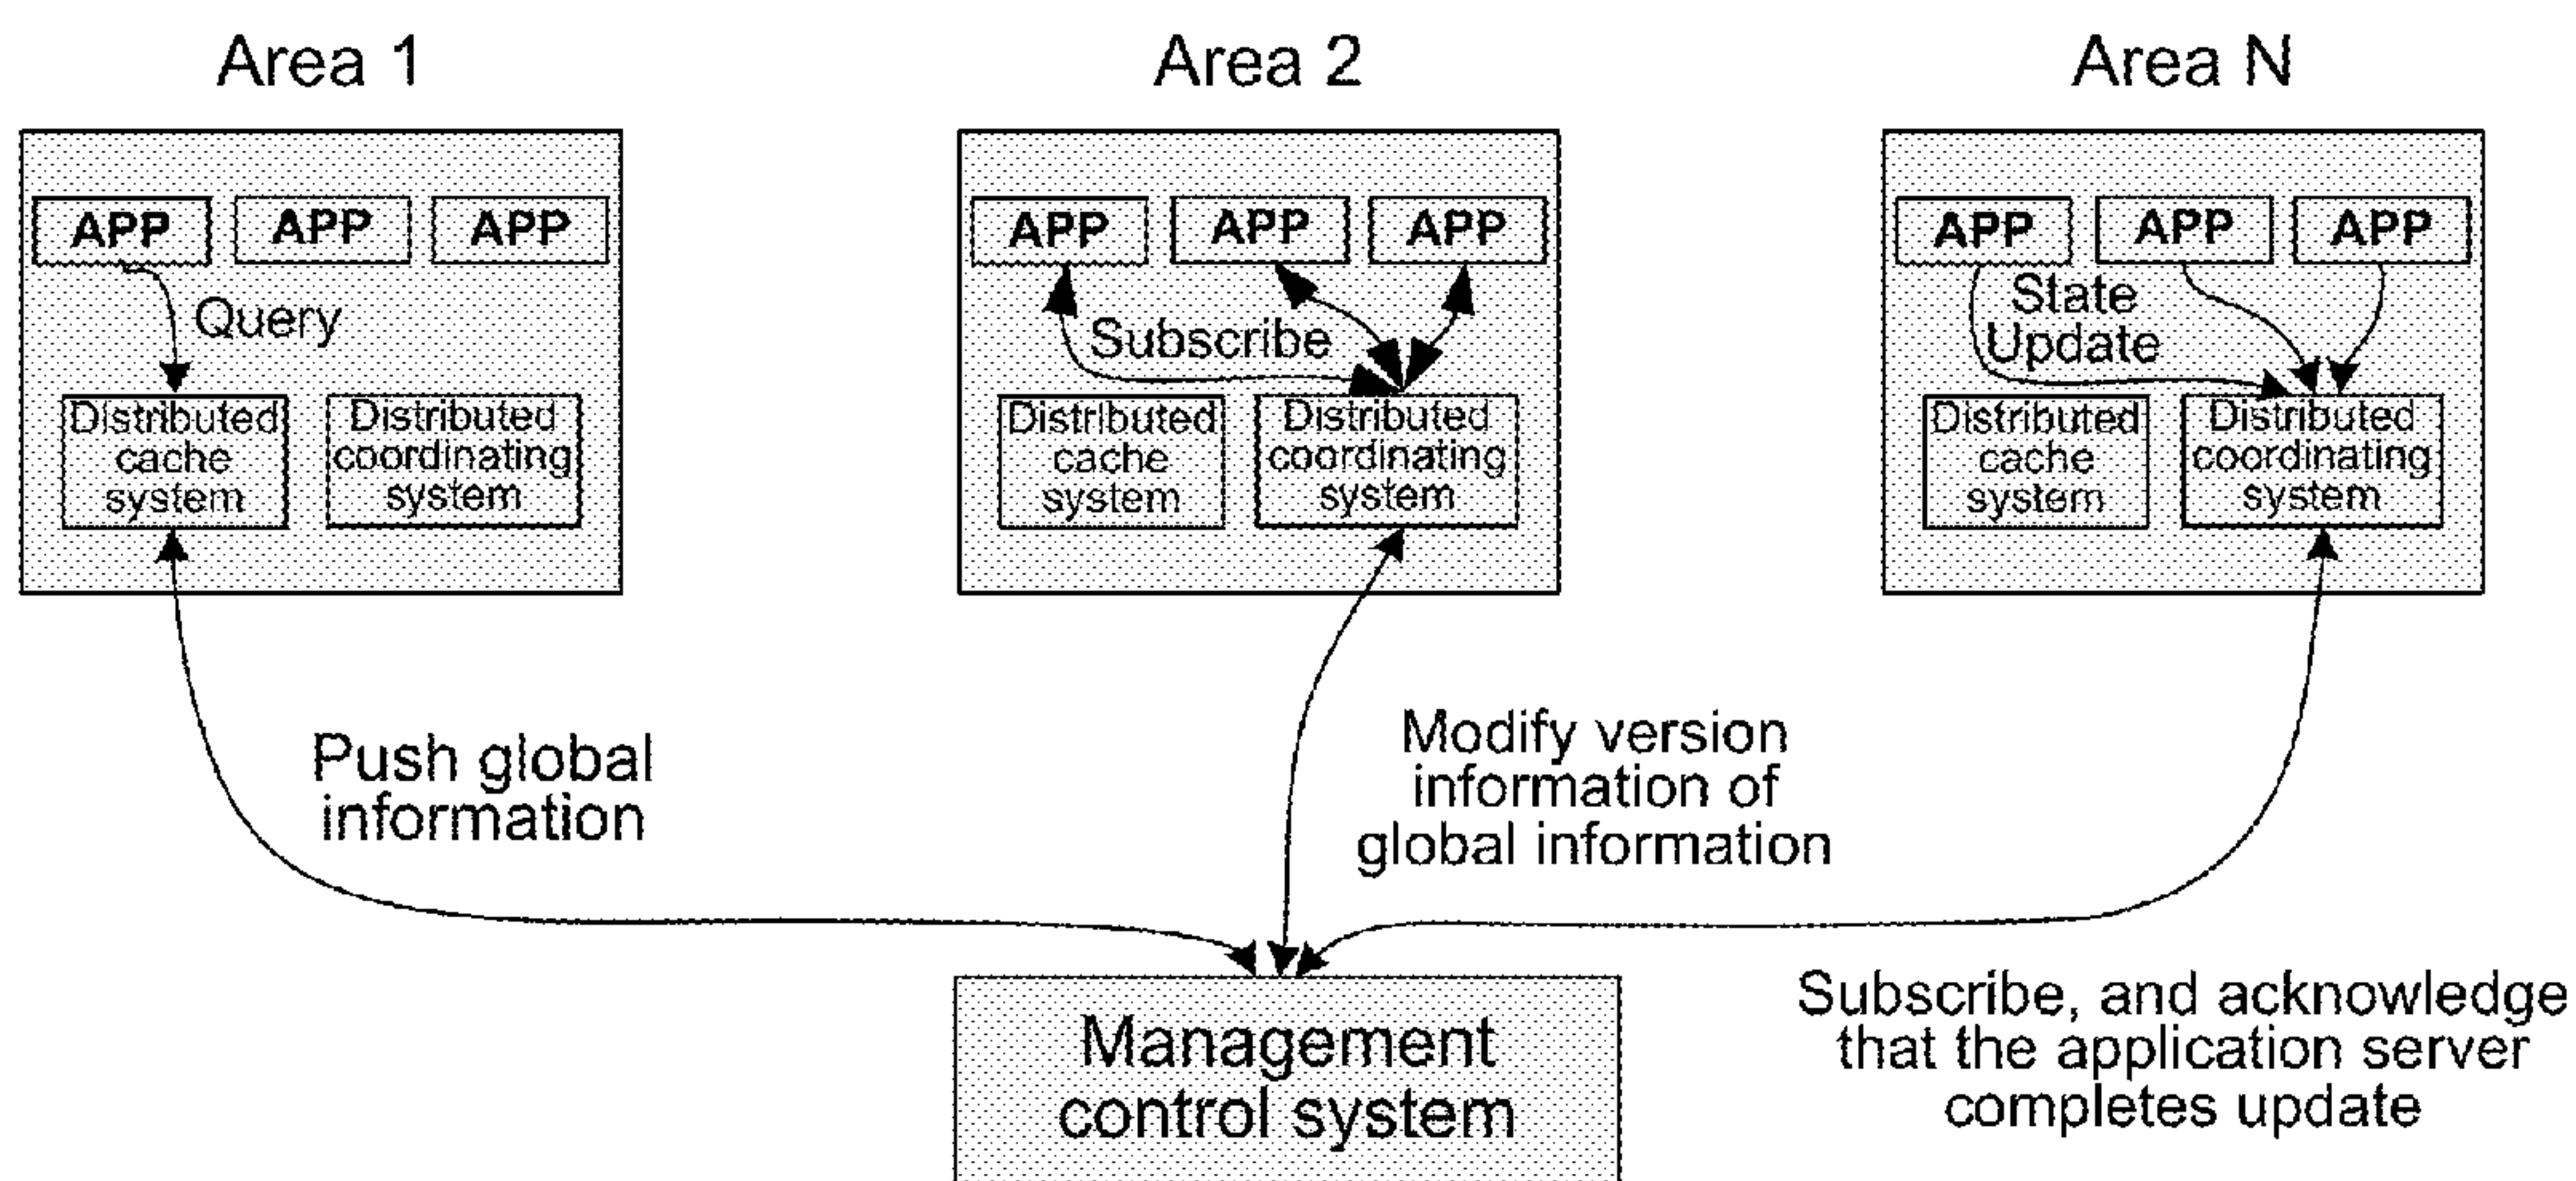 Area 1
Area 2
Area N
APP
APP
APP
Query
Distributed
cache
system
Distributed
coordinating
system
APP
APP
APP
Subscribe
Distributed
cache
system
Distributed
coordinating
system
APP
APP
APP
State
Update
Distributed
cache
system
Distributed
coordinating
system
Push global
information
Modify version
information of
global information
Management
control system
Subscribe, and acknowledge
that the application server
completes update